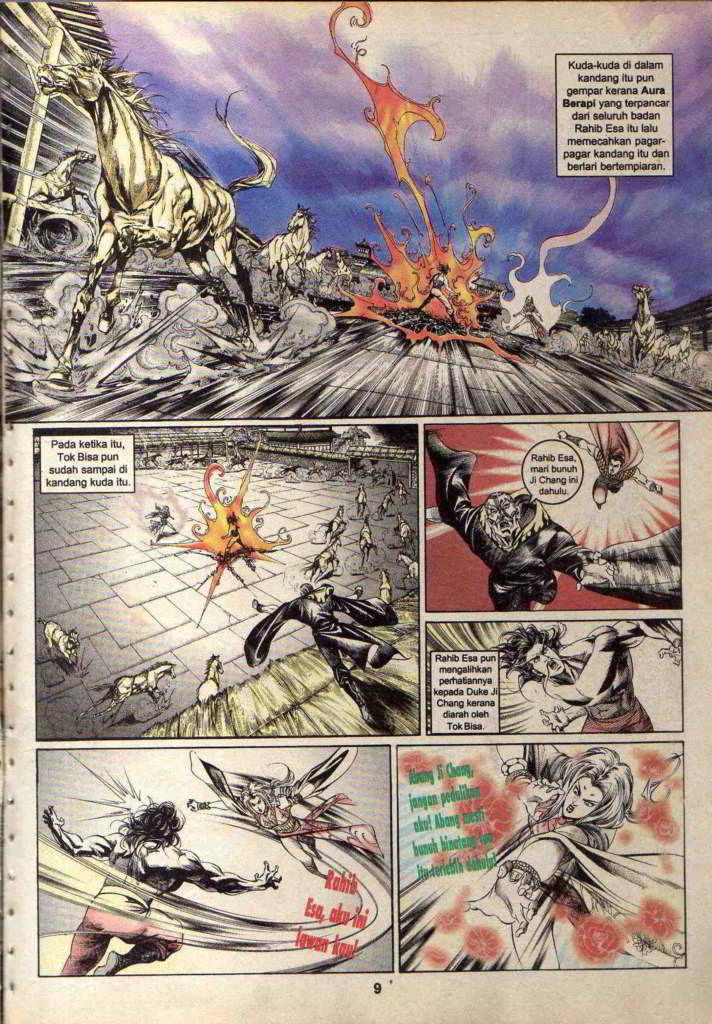 Kuda-kuda di dalam
kandang itu pun
gempar kerana Aura
Berapi yang terpancar
dari seluruh badan
Rahib Esa itu lalu
memecahkan pagar-
pagar kandang itu dan
berlari bertempiaran.
Pada ketika itu,
Tok Bisa pun
sudah sampai di
kandang kuda itu.
Rahib Esa,
mari bunuh
Ji Chang ini
dahulu.
Rahib Esa pun
mengalihkan
perhatiannya
kepada Duke Ji
Chang kerana
diarah oleh
Tok Bisa.
Rahib
Esa, aku ini
lawan kau!
Abang Ji Chang,
jangan pedulikan
aku! Abang mesti
bunuh binatang tua
itu terlebih dahulu!
9